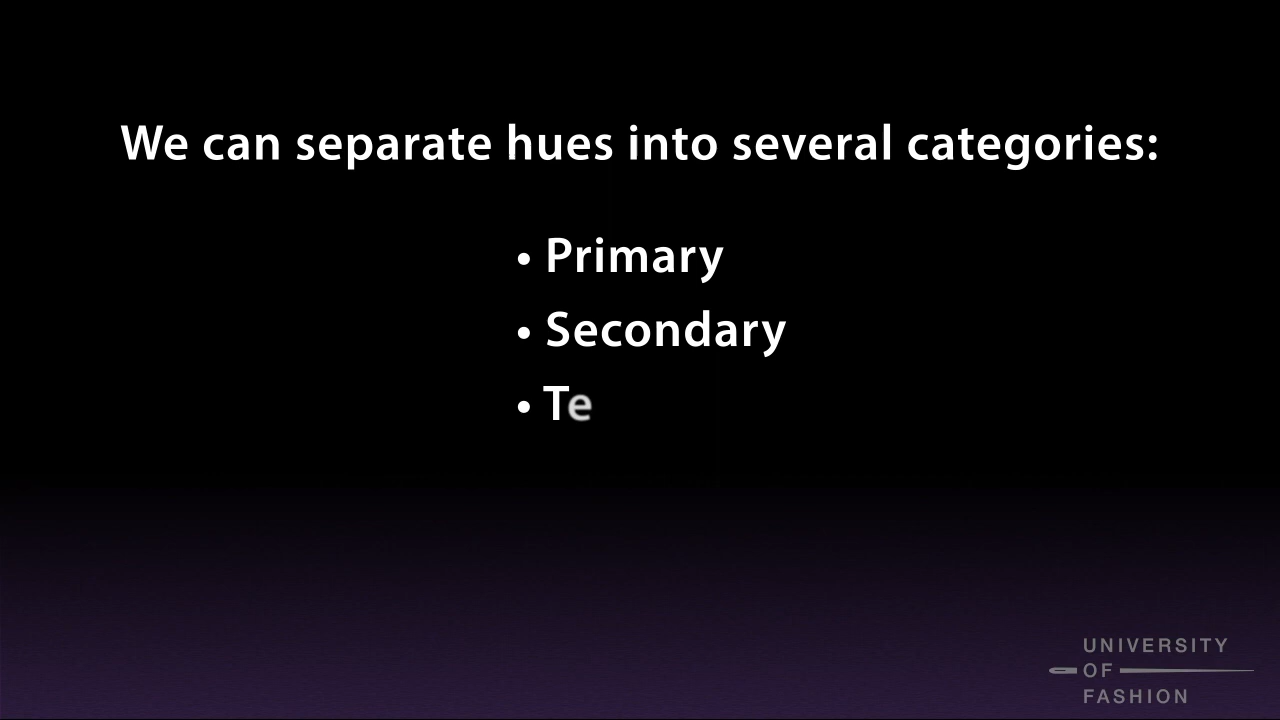 We can separate hues into several categories:
• Primary
• Secondary
• Te
UNIVERSITY
OF
FASHION